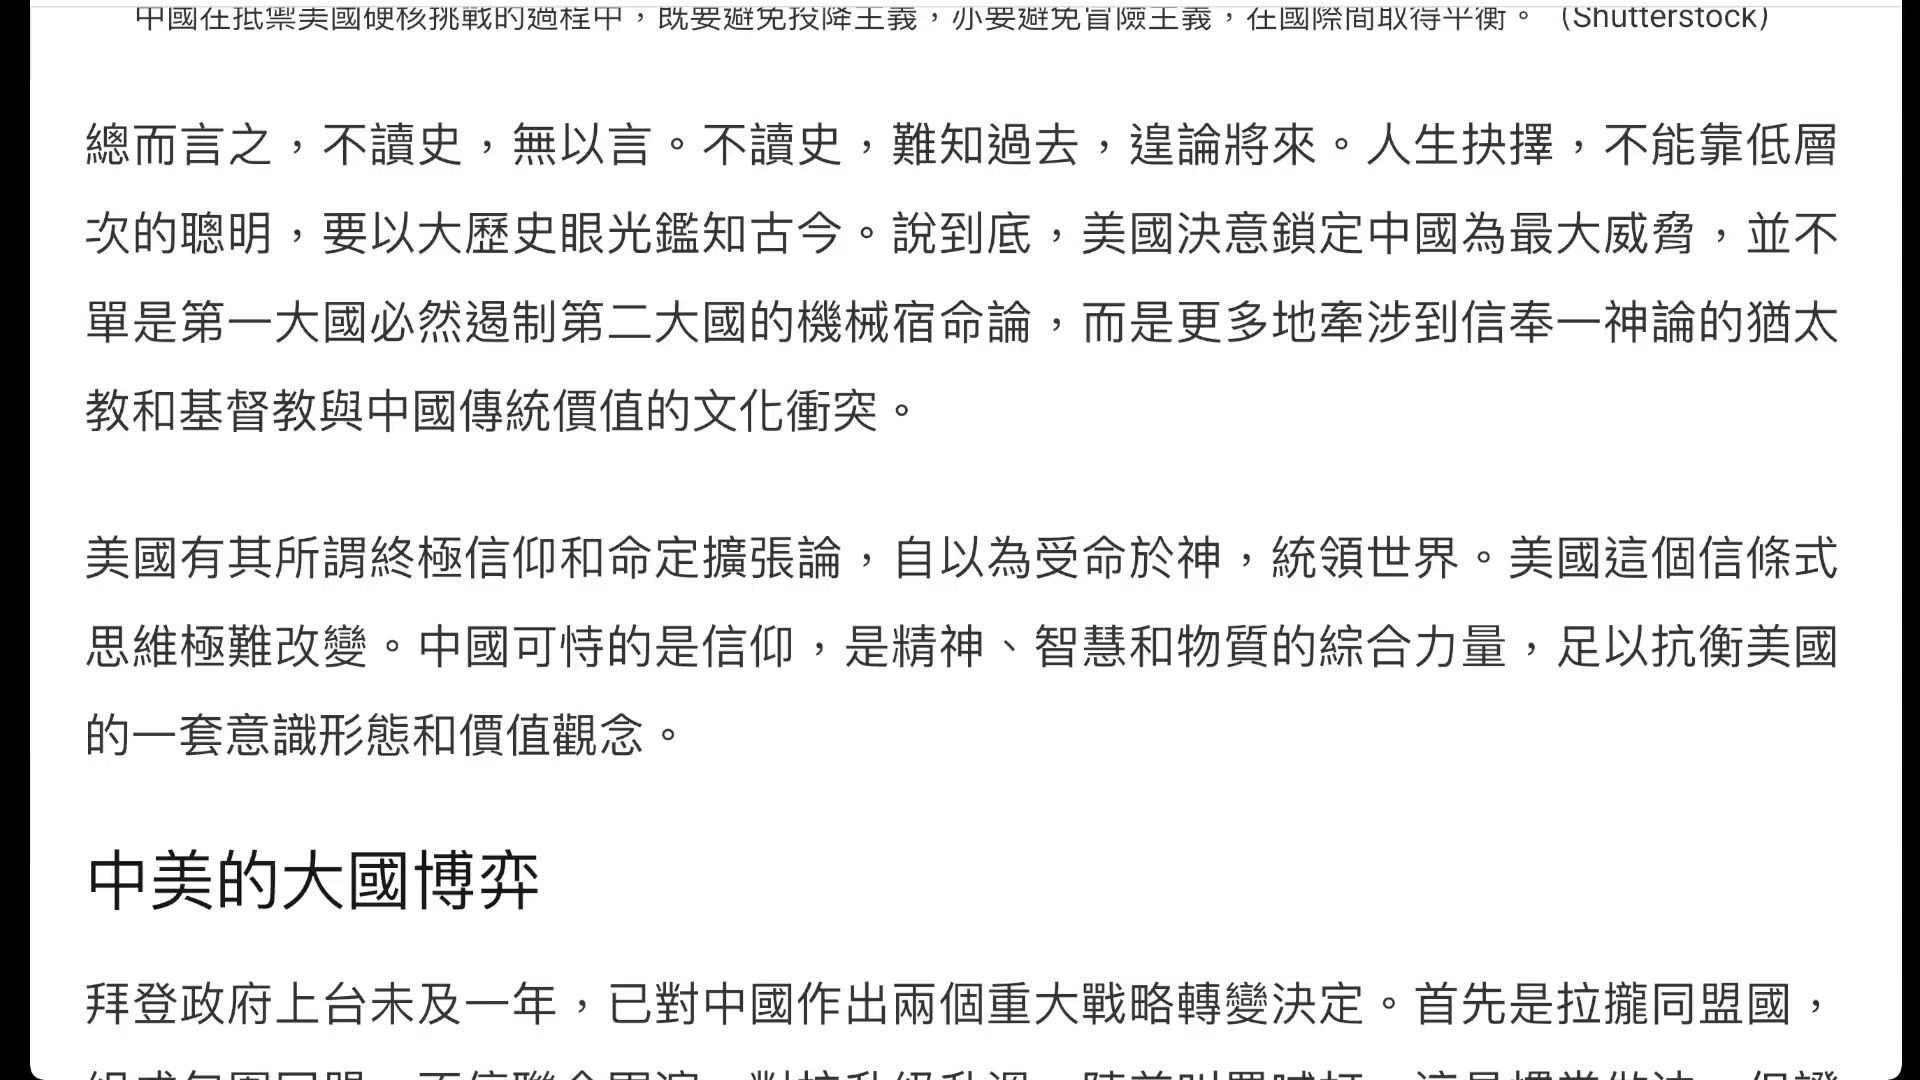 中國在抵禦美國硬核挑戰的過程中，既要避免投降主義，亦要避免冒險主義，在國際間取得平衡。（Shutterstock）
總而言之，不讀史，無以言。不讀史，難知過去，遑論將來。人生抉擇，不能靠低層
次的聰明，要以大歷史眼光鑑知古今。說到底，美國決意鎖定中國為最大威脅，並不
單是第一大國必然遏制第二大國的機械宿命論，而是更多地牽涉到信奉一神論的猶太
教和基督教與中國傳統價值的文化衝突。
美國有其所謂終極信仰和命定擴張論，自以為受命於神，統領世界。美國這個信條式
思維極難改變。中國可恃的是信仰，是精神、智慧和物質的綜合力量，足以抗衡美國
的一套意識形態和價值觀念。
中美的大國博弈
拜登政府上台未及一年，已對中國作出兩個重大戰略轉變決定。首先是拉攏同盟國，